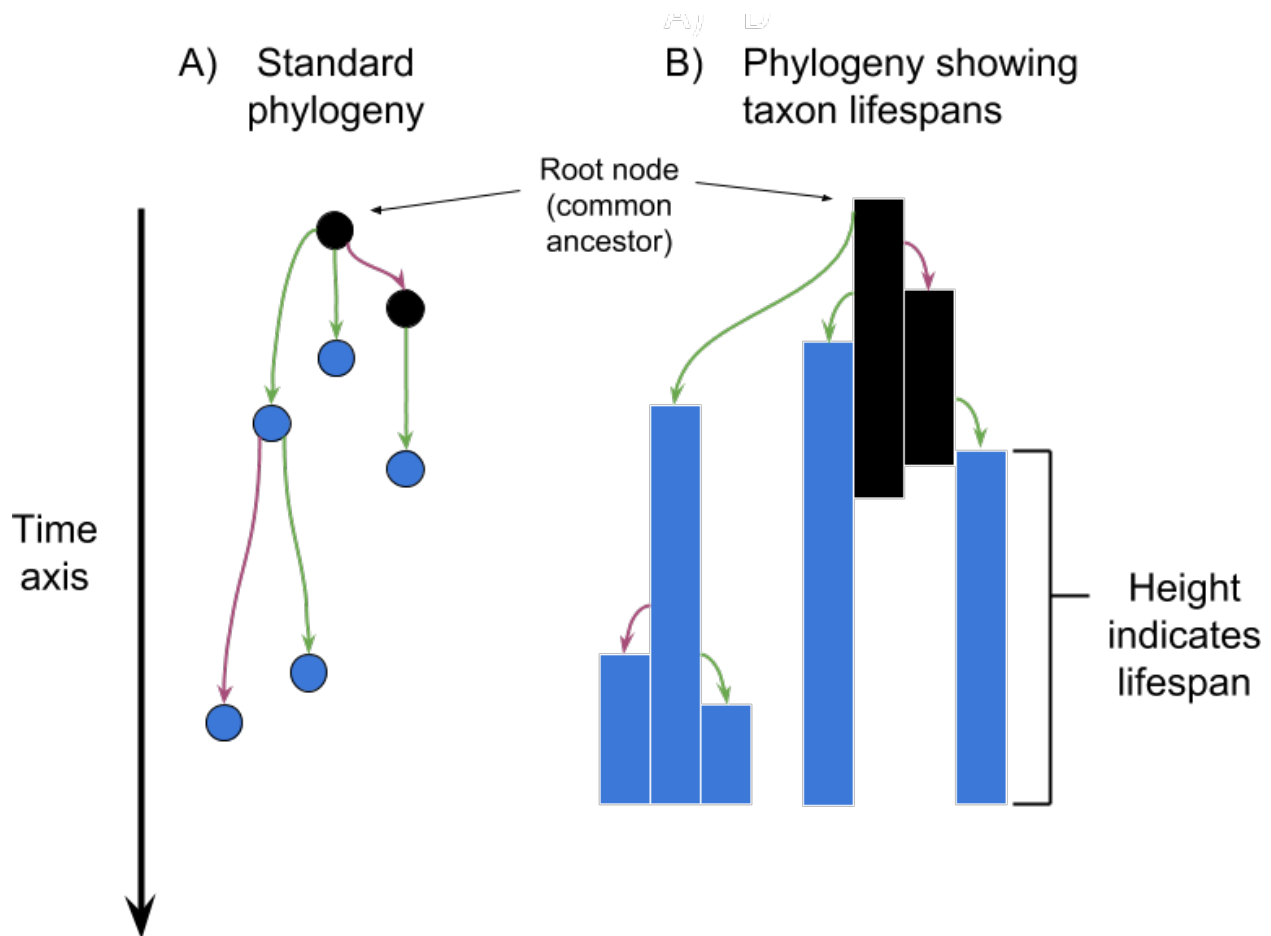 A) Standard
phylogeny
B) Phylogeny showing
taxon lifespans
Root node
(common
ancestor)
Time
axis
Height
indicates
lifespan